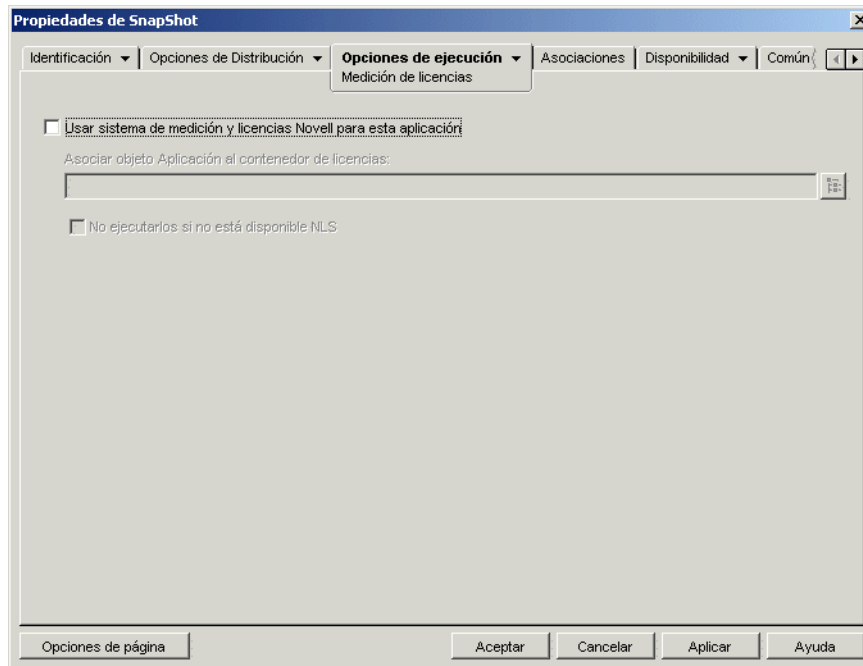 Propiedades de SnapShot
Identificación Opciones de Distribución Opciones de ejecución Asociaciones Disponibilidad Común
Medición de licencias
Usar sistema de medición y licencias Novell para esta aplicación
Asociar objeto Aplicación al contenedor de licencias:
No ejecutarlos si no está disponible NLS
Opciones de página Aceptar Cancelar Aplicar Ayuda